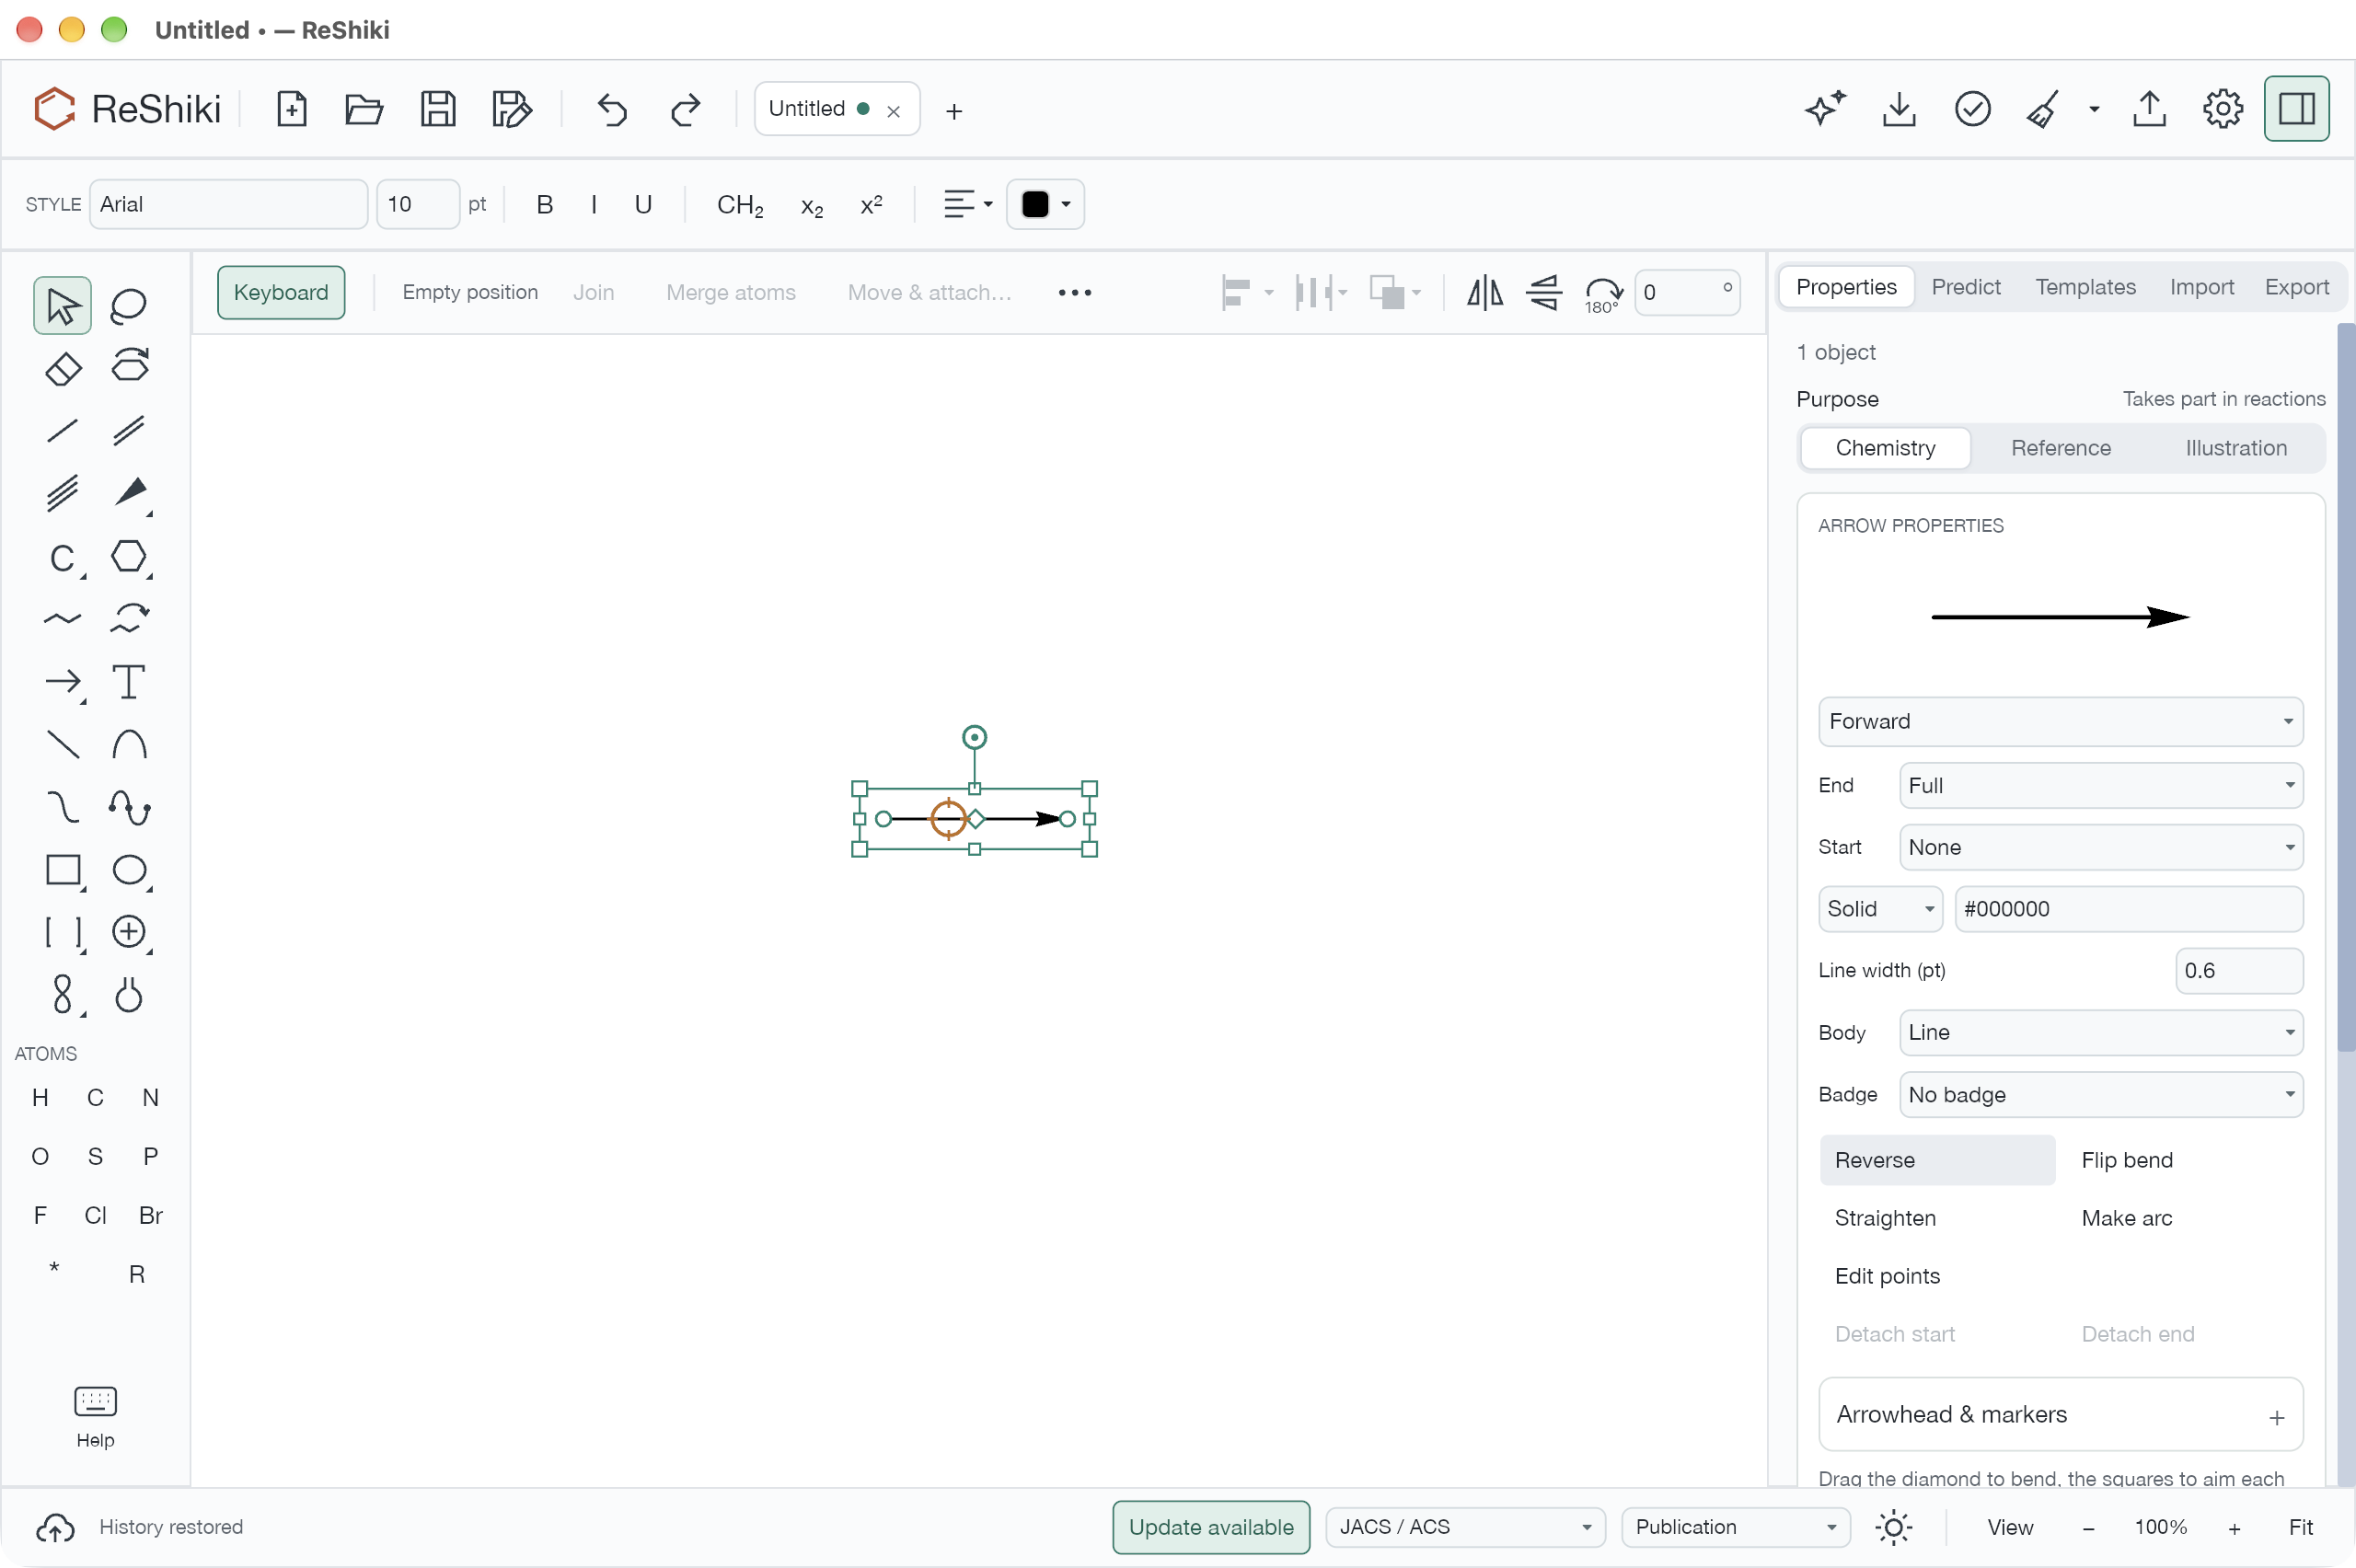 Untitled • — ReShiki
ReShiki
Untitled
STYLE Arial 10 pt B I U CH₂ x₂ x²
Keyboard Empty position Join Merge atoms Move & attach... 180° 0 °
Properties Predict Templates Import Export
1 object
Purpose Takes part in reactions
Chemistry Reference Illustration
ARROW PROPERTIES
Forward
End Full
Start None
Solid #000000
Line width (pt) 0.6
Body Line
Badge No badge
Reverse Flip bend
Straighten Make arc
Edit points
Detach start Detach end
Arrowhead & markers +
Drag the diamond to bend, the squares to aim each
C
T
[ ]
ATOMS
H C N
O S P
F Cl Br
* R
Help
History restored Update available JACS / ACS Publication View – 100% + Fit